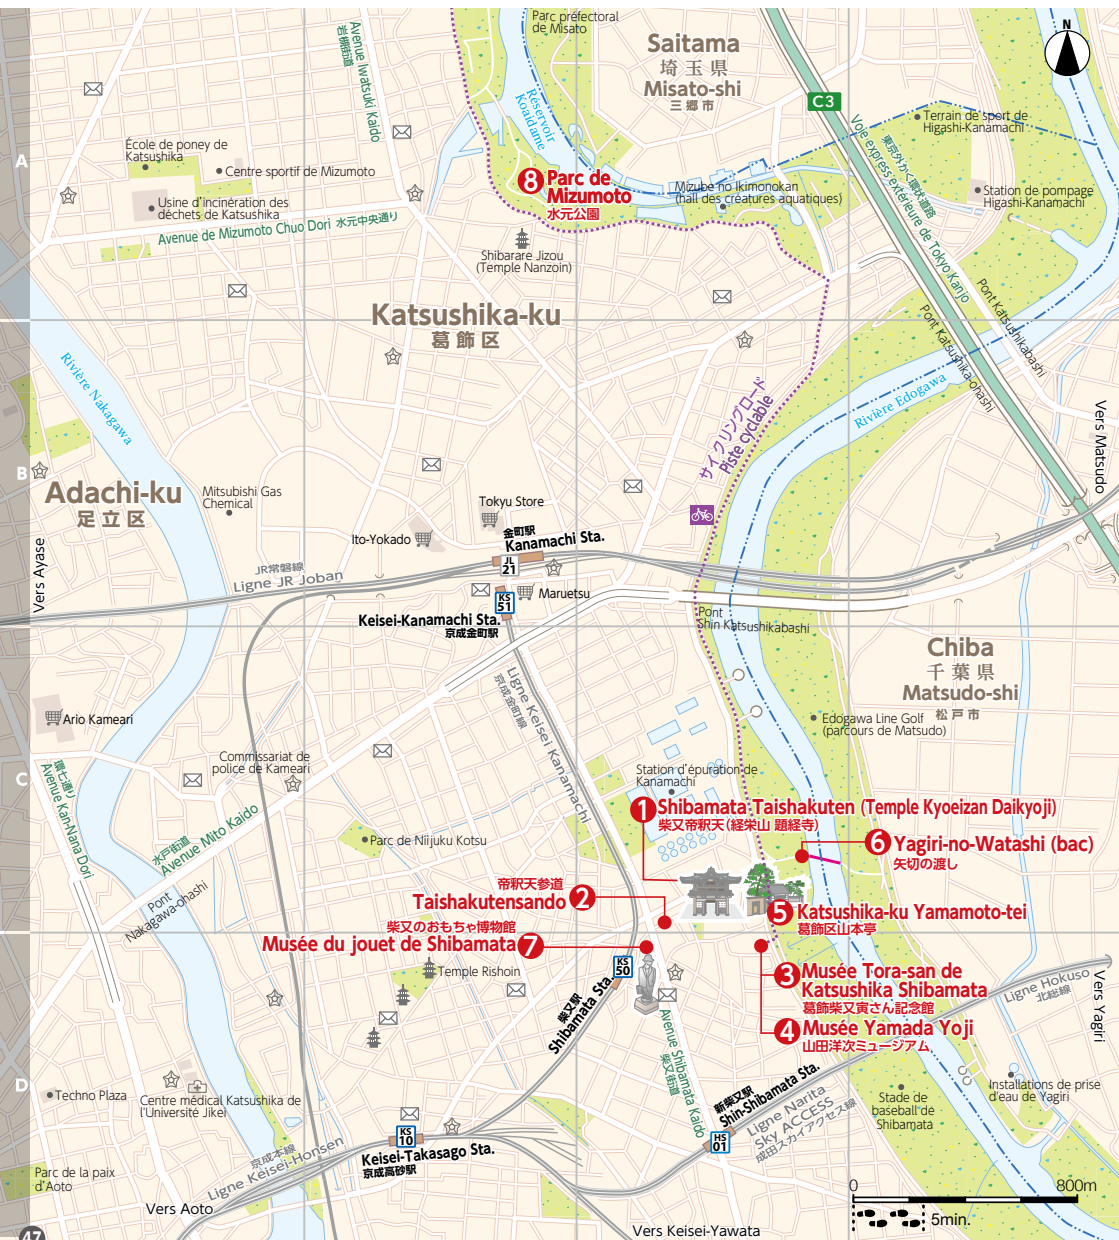 Parc préfectoral
de Misato
Saitama
埼玉県
Misato-shi
三郷市
N
C3
Avenue Iwatsuki Kaido
岩槻街道
Réservoir
Koaidame
Voie express extérieure de Tokyo Kanjo
東京外かく環状道路
Terrain de sport de
Higashi-Kanamachi
A
École de poney de
Katsushika
Centre sportif de Mizumoto
Usine d'incinération des
déchets de Katsushika
Avenue de Mizumoto Chuo Dori 水元中央通り
8 Parc de
Mizumoto
水元公園
Mizube no Ikimonokan
(hall des créatures aquatiques)
Station de pompage
Higashi-Kanamachi
Shibarare Jizou
(Temple Nanzoin)
Katsushika-ku
葛飾区
Pont Katsushikabashi
Pont Katsushika-ohashi
Rivière Nakagawa
Rivière Edogawa
サイクリングロード
Piste cyclable
Vers Matsudo
B
Adachi-ku
足立区
Mitsubishi Gas
Chemical
Tokyu Store
Ito-Yokado
金町駅
Kanamachi Sta.
JL
21
JR常磐線
Ligne JR Joban
Vers Ayase
KS
51
Maruetsu
Keisei-Kanamachi Sta.
京成金町駅
Pont
Shin Katsushikabashi
Chiba
千葉県
Matsudo-shi
松戸市
Ligne Keisei Kanamachi
京成金町線
Ario Kameari
Edogawa Line Golf
(parcours de Matsudo)
Commissariat de
police de Kameari
Station d'épuration de
Kanamachi
C
環七通り
Avenue Kan-Nana Dori
水戸街道
Avenue Mito Kaido
1 Shibamata Taishakuten (Temple Kyoeizan Daikyoji)
柴又帝釈天(経栄山 題経寺)
Parc de Niijuku Kotsu
6 Yagiri-no-Watashi (bac)
矢切の渡し
Pont
Nakagawa-ohashi
帝釈天参道
Taishakutensando 2
5 Katsushika-ku Yamamoto-tei
葛飾区山本亭
柴又のおもちゃ博物館
Musée du jouet de Shibamata 7
Temple Rishoin
KS
50
柴又駅
Shibamata Sta.
3 Musée Tora-san de
Katsushika Shibamata
葛飾柴又寅さん記念館
4 Musée Yamada Yoji
山田洋次ミュージアム
Ligne Hokuso
北総線
Vers Yagiri
Avenue Shibamata Kaido
柴又街道
D
Techno Plaza
Centre médical Katsushika de
l'Université Jikei
新柴又駅
Shin-Shibamata Sta.
HS
01
Ligne Narita
Sky ACCESS
成田スカイアクセス線
Stade de
baseball de
Shibamata
Installations de prise
d'eau de Yagiri
KS
10
Keisei-Takasago Sta.
京成高砂駅
京成本線
Ligne Keisei-Honsen
Parc de la paix
d'Aoto
Vers Aoto
0 800m
5min.
Vers Keisei-Yawata
47